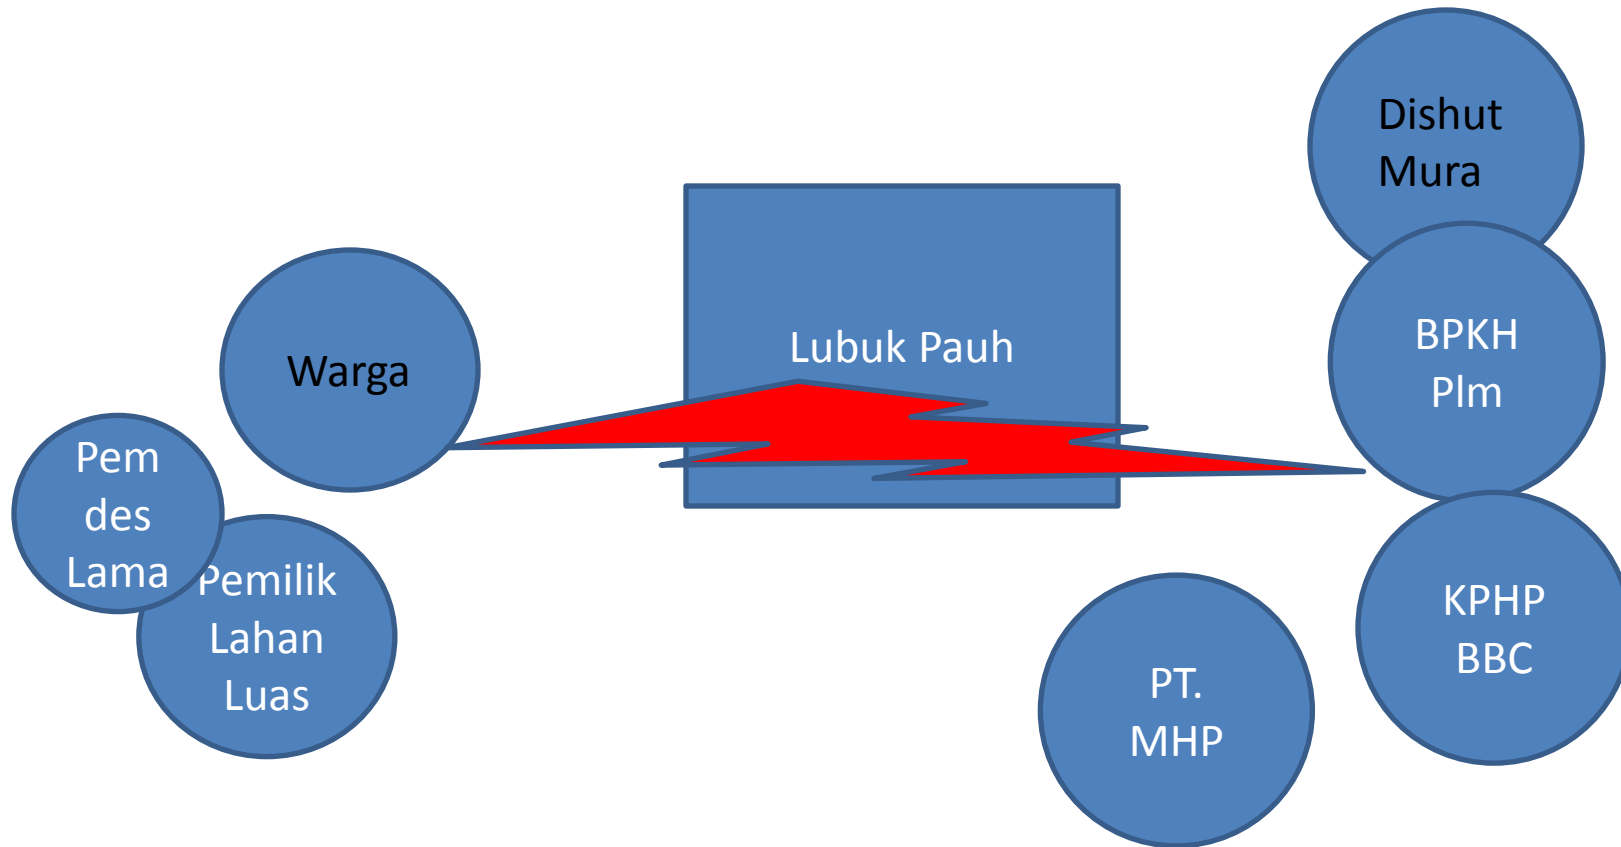 Dishut
Mura
Lubuk Pauh
BPKH
Plm
Warga
Pem
des
Lama
Pemilik
Lahan
Luas
KPHP
BBC
PT.
MHP